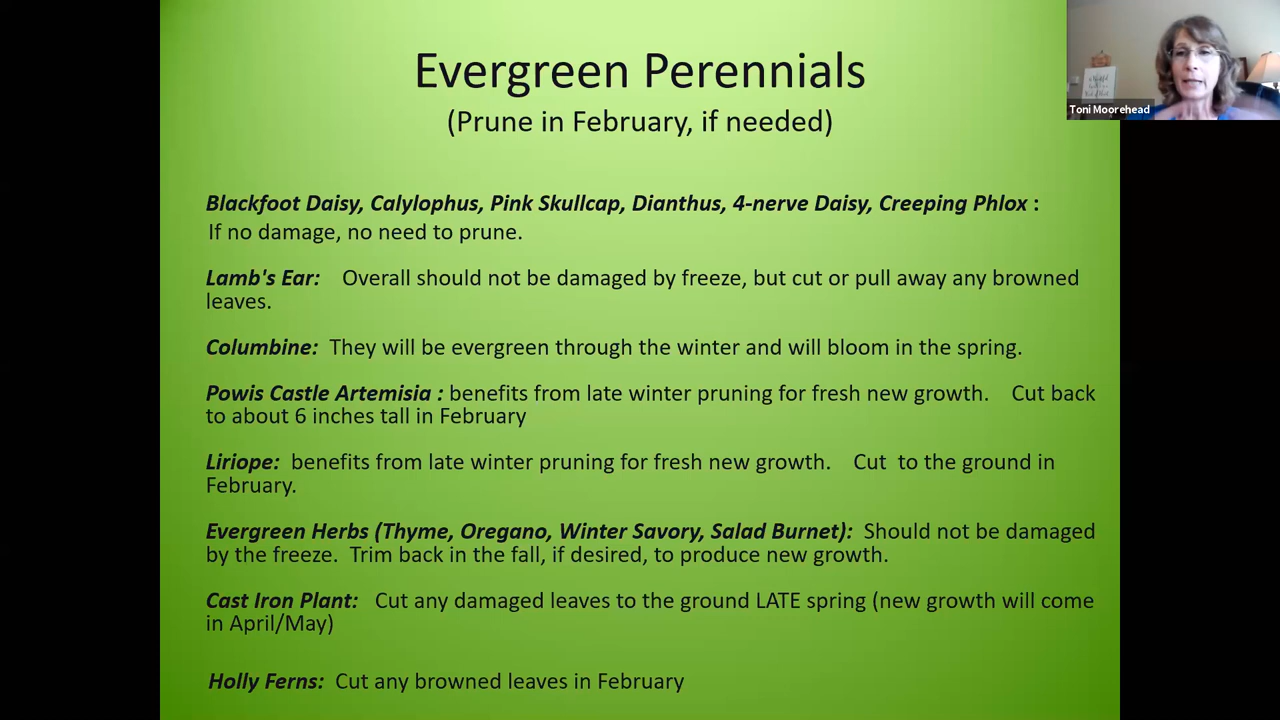 Evergreen Perennials
(Prune in February, if needed)
Toni Moorehead
Blackfoot Daisy, Calylophus, Pink Skullcap, Dianthus, 4-nerve Daisy, Creeping Phlox :
If no damage, no need to prune.
Lamb's Ear: Overall should not be damaged by freeze, but cut or pull away any browned
leaves.
Columbine: They will be evergreen through the winter and will bloom in the spring.
Powis Castle Artemisia : benefits from late winter pruning for fresh new growth. Cut back
to about 6 inches tall in February
Liriope: benefits from late winter pruning for fresh new growth. Cut to the ground in
February.
Evergreen Herbs (Thyme, Oregano, Winter Savory, Salad Burnet): Should not be damaged
by the freeze. Trim back in the fall, if desired, to produce new growth.
Cast Iron Plant: Cut any damaged leaves to the ground LATE spring (new growth will come
in April/May)
Holly Ferns: Cut any browned leaves in February